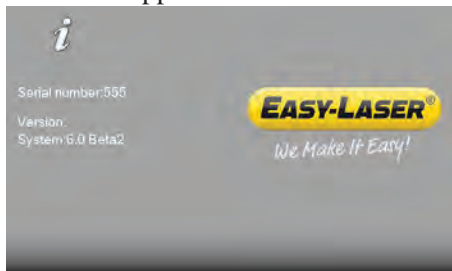 i
Serial number:555
Version:
System:6.0 Beta2
EASY-LASER®
We Make It Easy!